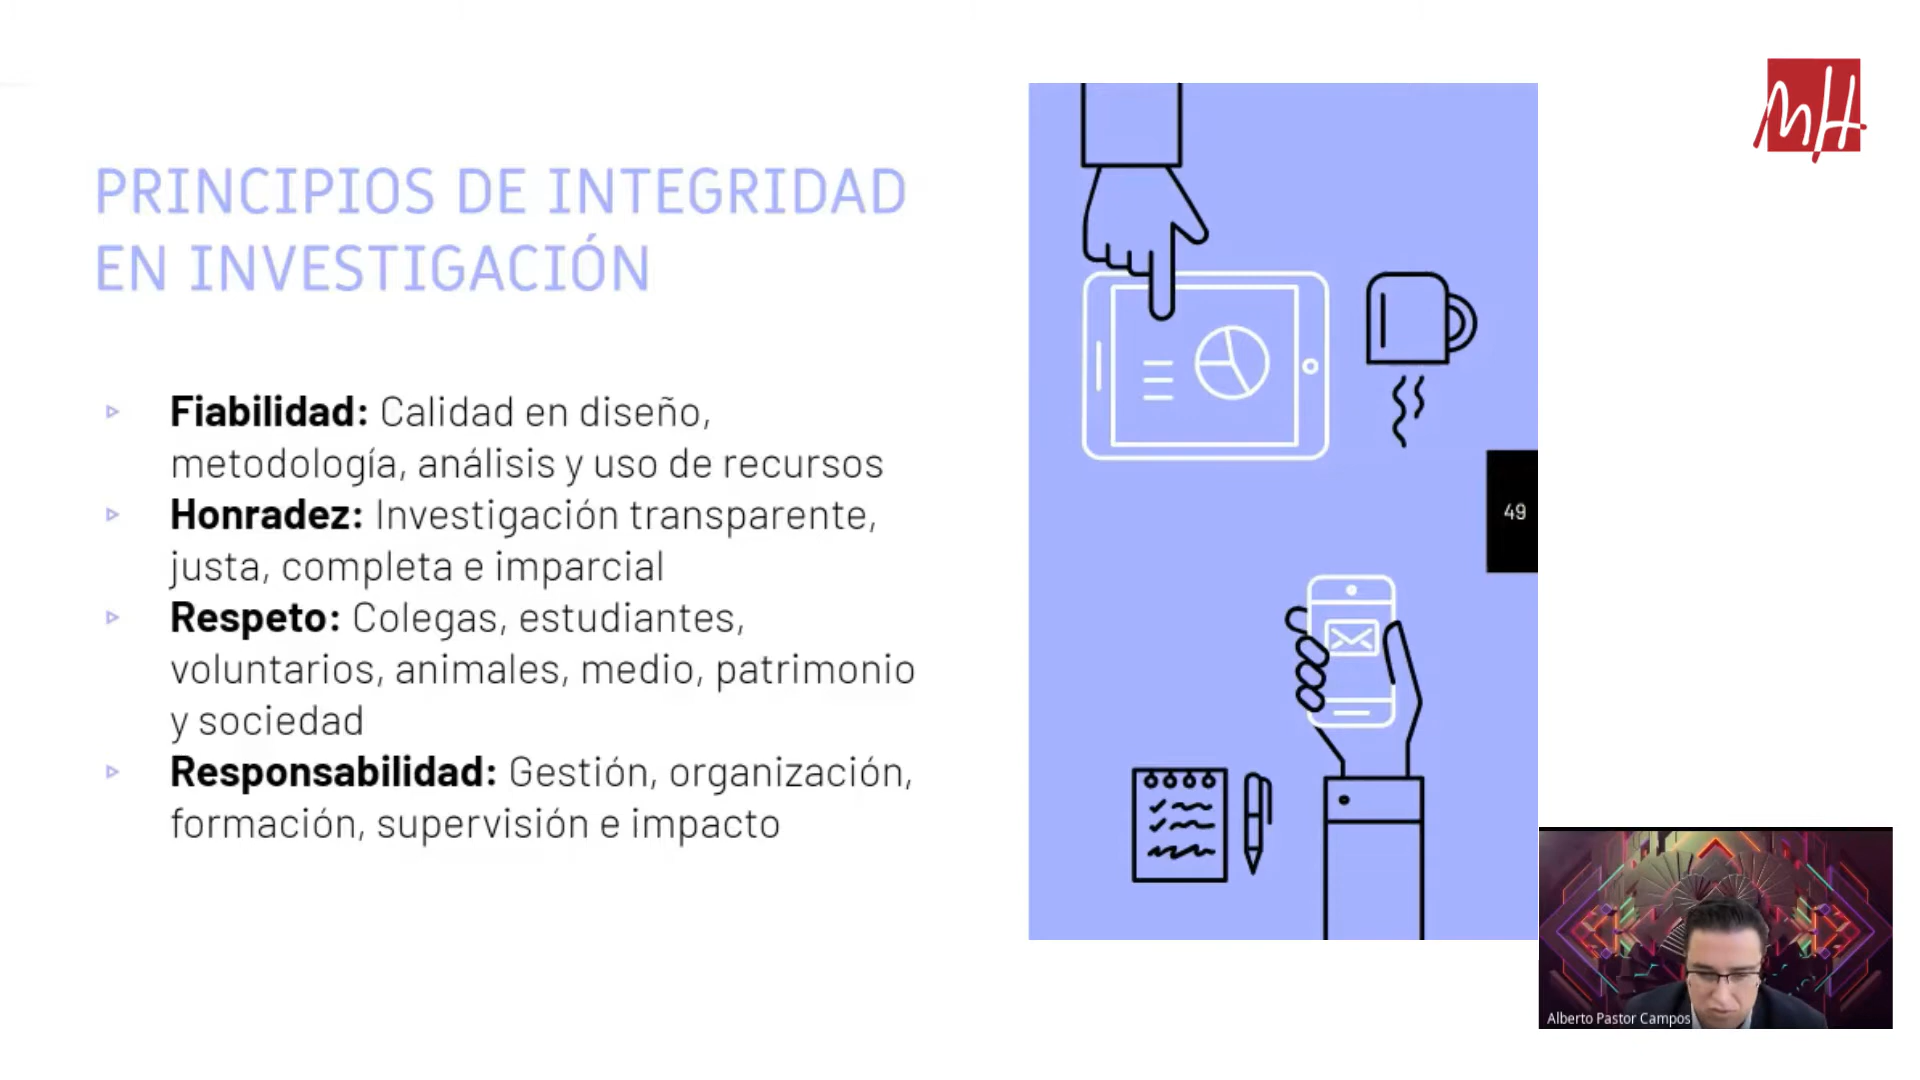 MH
PRINCIPIOS DE INTEGRIDAD
EN INVESTIGACIÓN
Fiabilidad: Calidad en diseño,
metodología, análisis y uso de recursos
Honradez: Investigación transparente,
justa, completa e imparcial
Respeto: Colegas, estudiantes,
voluntarios, animales, medio, patrimonio
y sociedad
Responsabilidad: Gestión, organización,
formación, supervisión e impacto
49
Alberto Pastor Campos